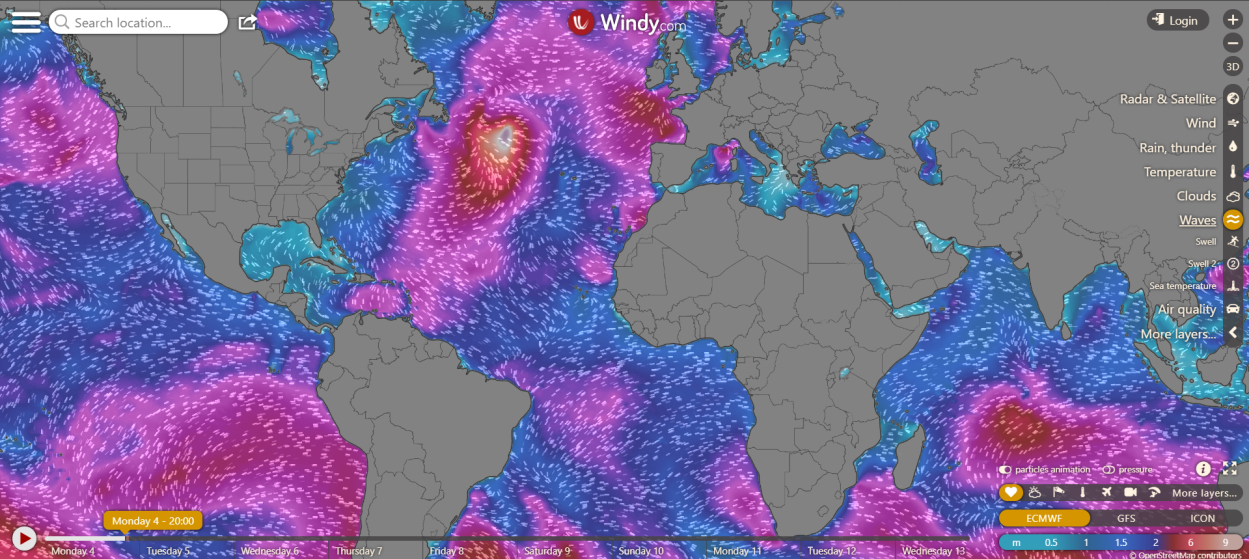 Search location...
Windy.com
Login
3D
Radar & Satellite
Wind
Rain, thunder
Temperature
Clouds
Waves
Swell
Swell 2
2
Sea temperature
Air quality
More layers...
particles animation
pressure
i
More layers...
ECMWF GFS ICON
m 0.5 1 1.5 2 6 9
Monday 4 - 20:00
Monday 4 Tuesday 5 Wednesday 6 Thursday 7 Friday 8 Saturday 9 Sunday 10 Monday 11 Tuesday 12 Wednesday 13
© OpenStreetMap contributors